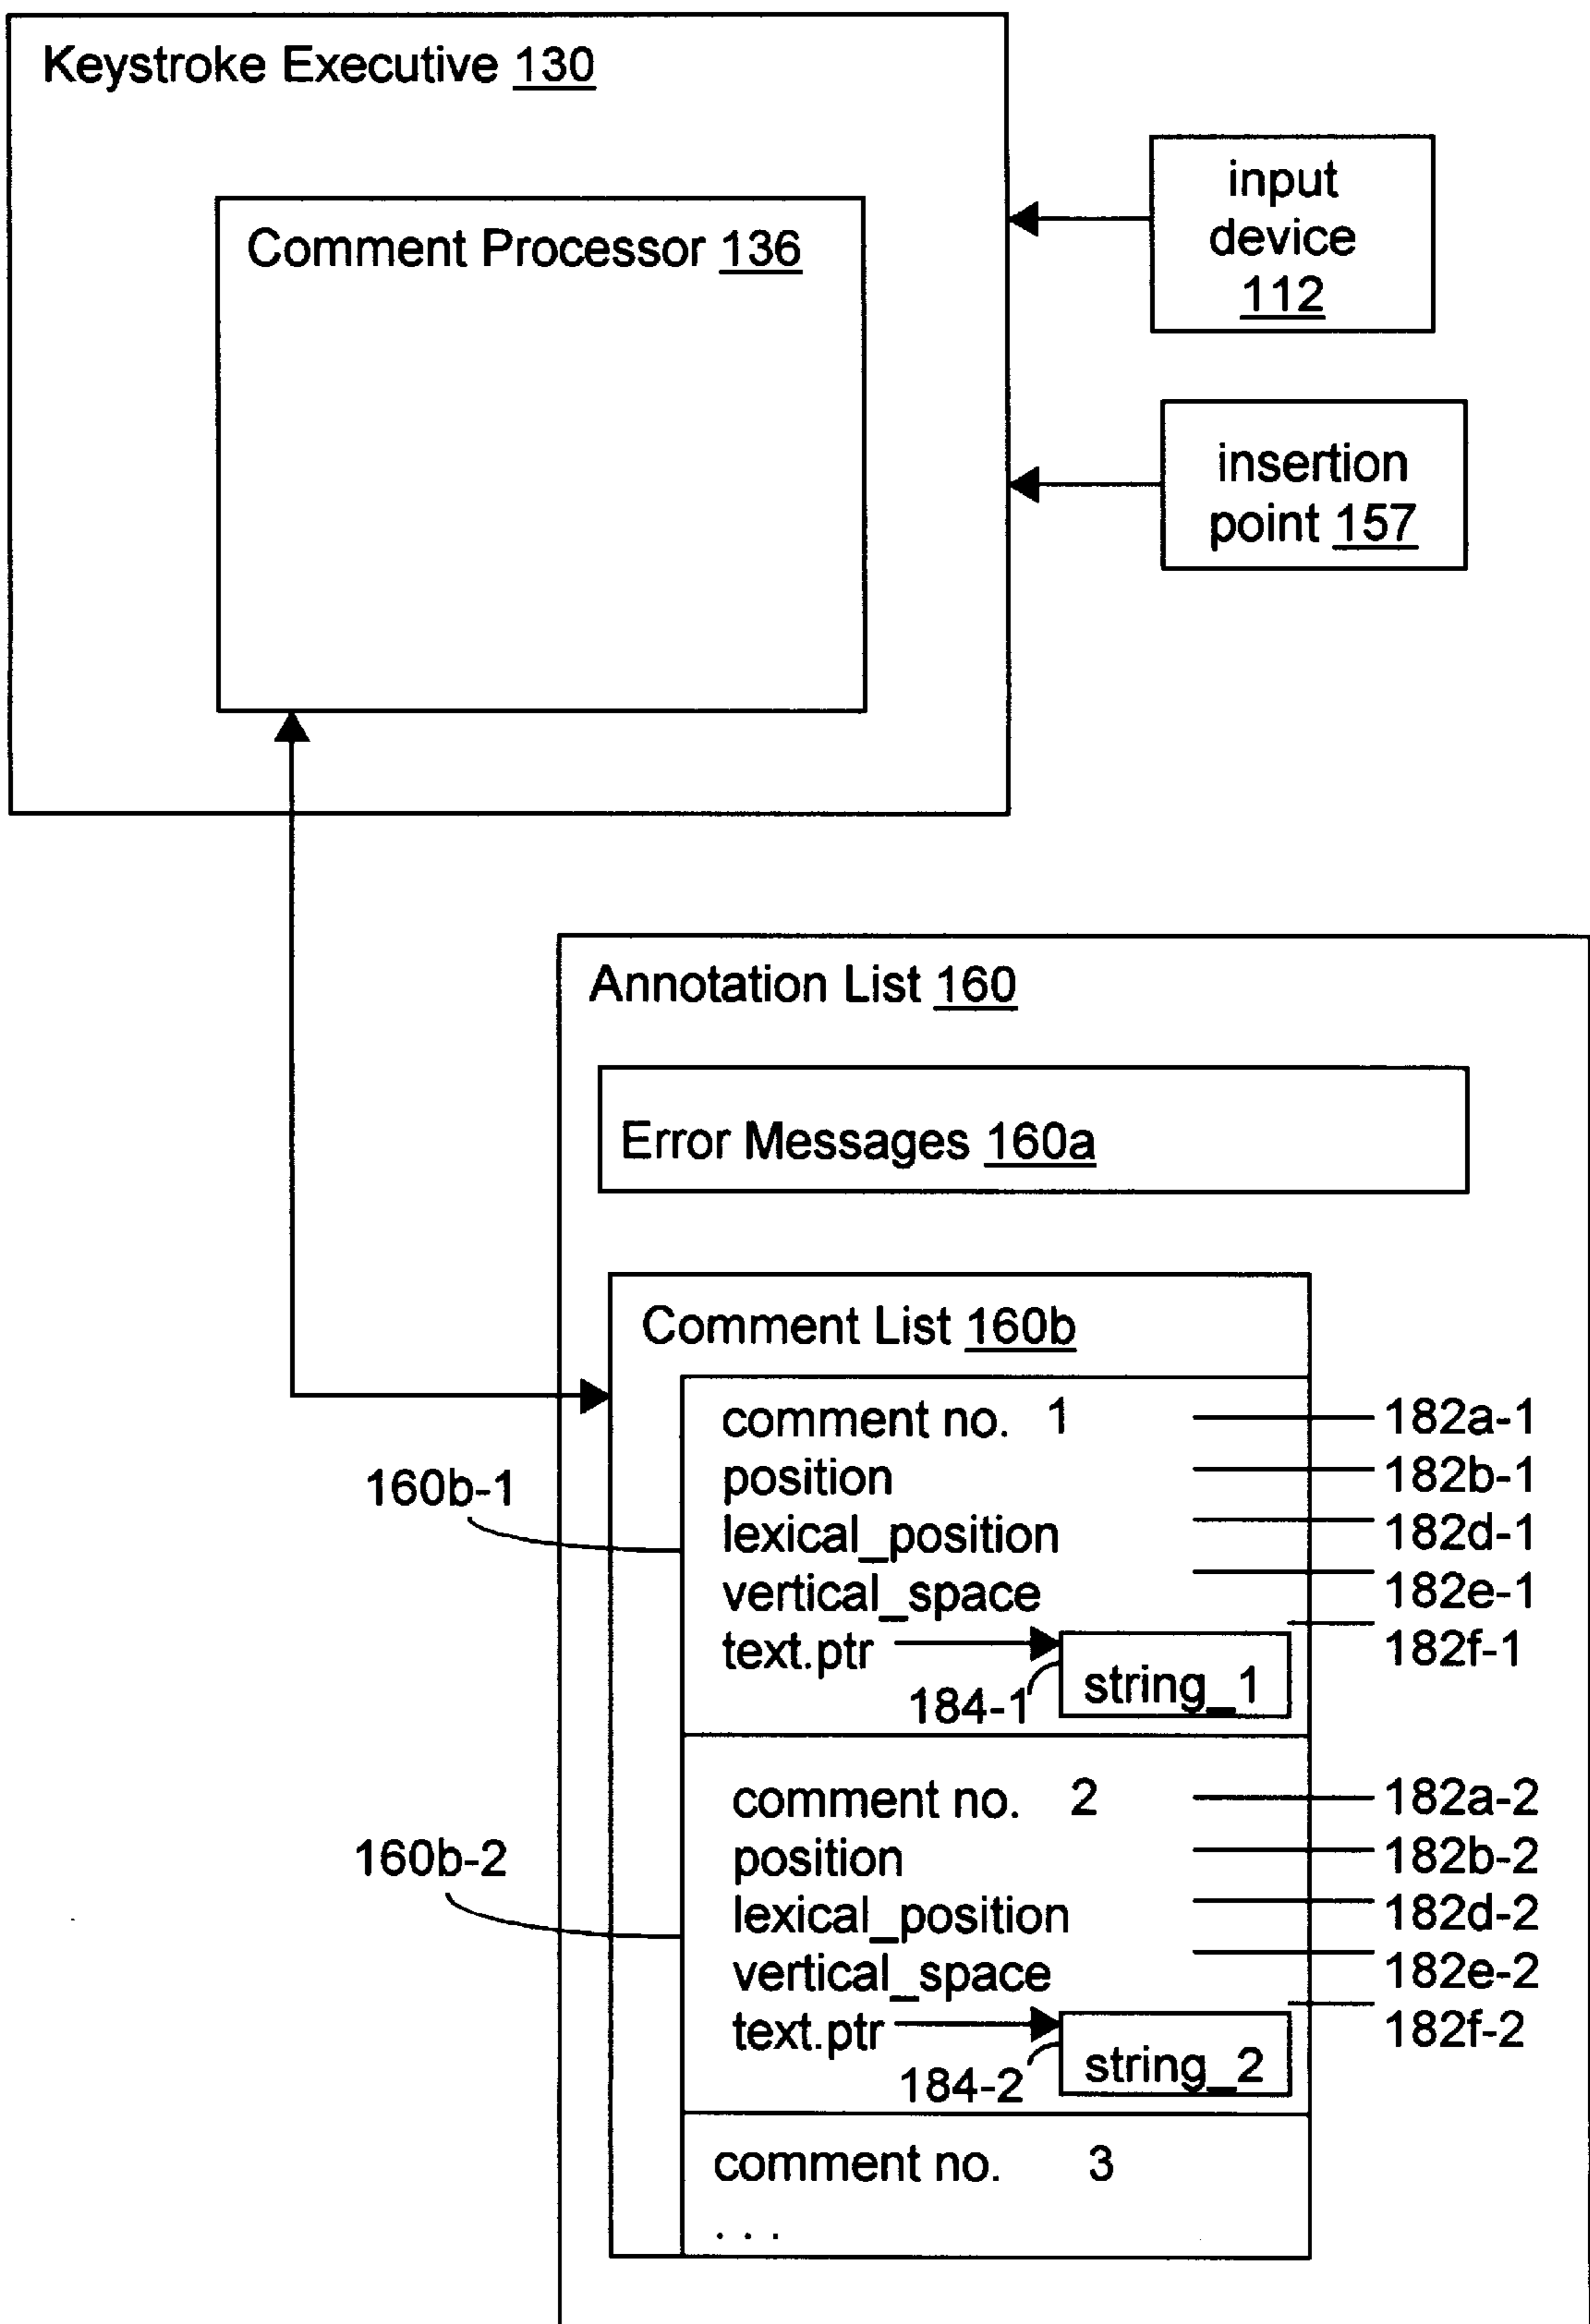 Keystroke Executive 130
Comment Processor 136
input
device
112
insertion
point 157
Annotation List 160
Error Messages 160a
Comment List 160b
160b-1
comment no. 1
position
lexical_position
vertical_space
text.ptr
184-1
string_1
182a-1
182b-1
182d-1
182e-1
182f-1
160b-2
comment no. 2
position
lexical_position
vertical_space
text.ptr
184-2
string_2
182a-2
182b-2
182d-2
182e-2
182f-2
comment no. 3
. . .